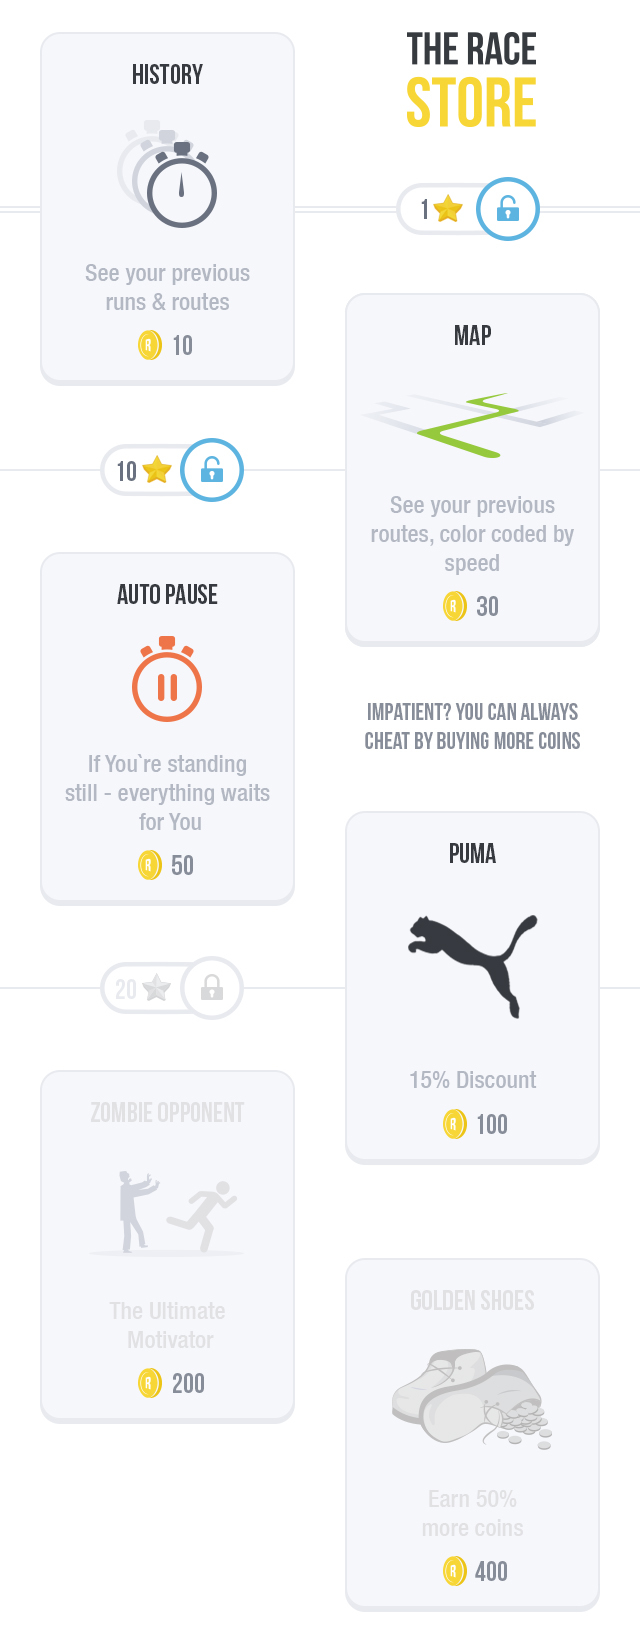 THE RACE
STORE
HISTORY
See your previous
runs & routes
R 10
1
MAP
See your previous
routes, color coded by
speed
R 30
10
AUTO PAUSE
If You`re standing
still - everything waits
for You
R 50
IMPATIENT? YOU CAN ALWAYS
CHEAT BY BUYING MORE COINS
PUMA
15% Discount
R 100
20
ZOMBIE OPPONENT
The Ultimate
Motivator
R 200
GOLDEN SHOES
Earn 50%
more coins
R 400